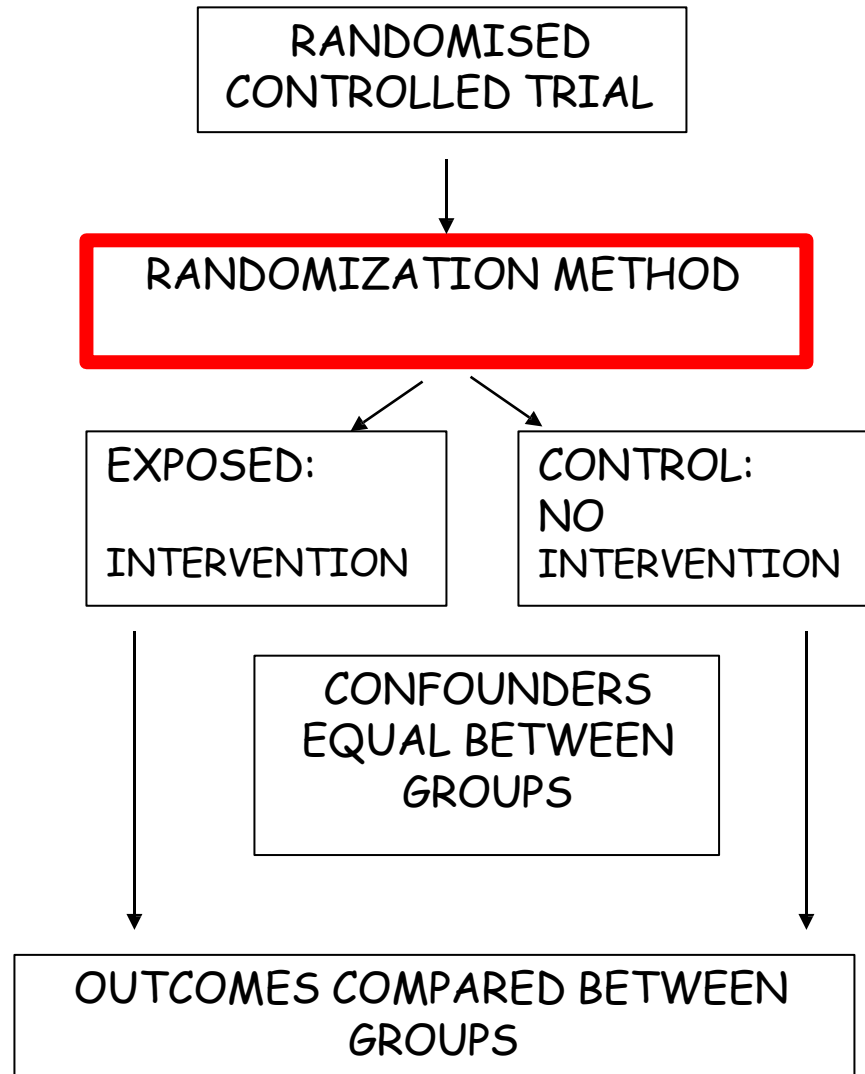 RANDOMISED
CONTROLLED TRIAL
RANDOMIZATION METHOD
EXPOSED:
INTERVENTION
CONTROL:
NO
INTERVENTION
CONFOUNDERS
EQUAL BETWEEN
GROUPS
OUTCOMES COMPARED BETWEEN
GROUPS